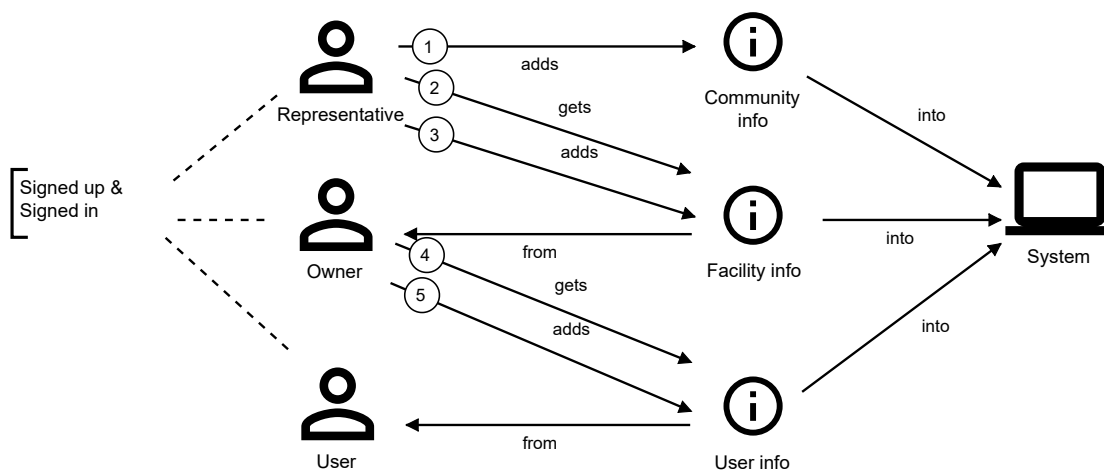 1
adds
Representative
2
gets
3
adds
Community
info
into
Signed up &
Signed in
Owner
from
Facility info
into
System
4
gets
5
adds
into
User
from
User info